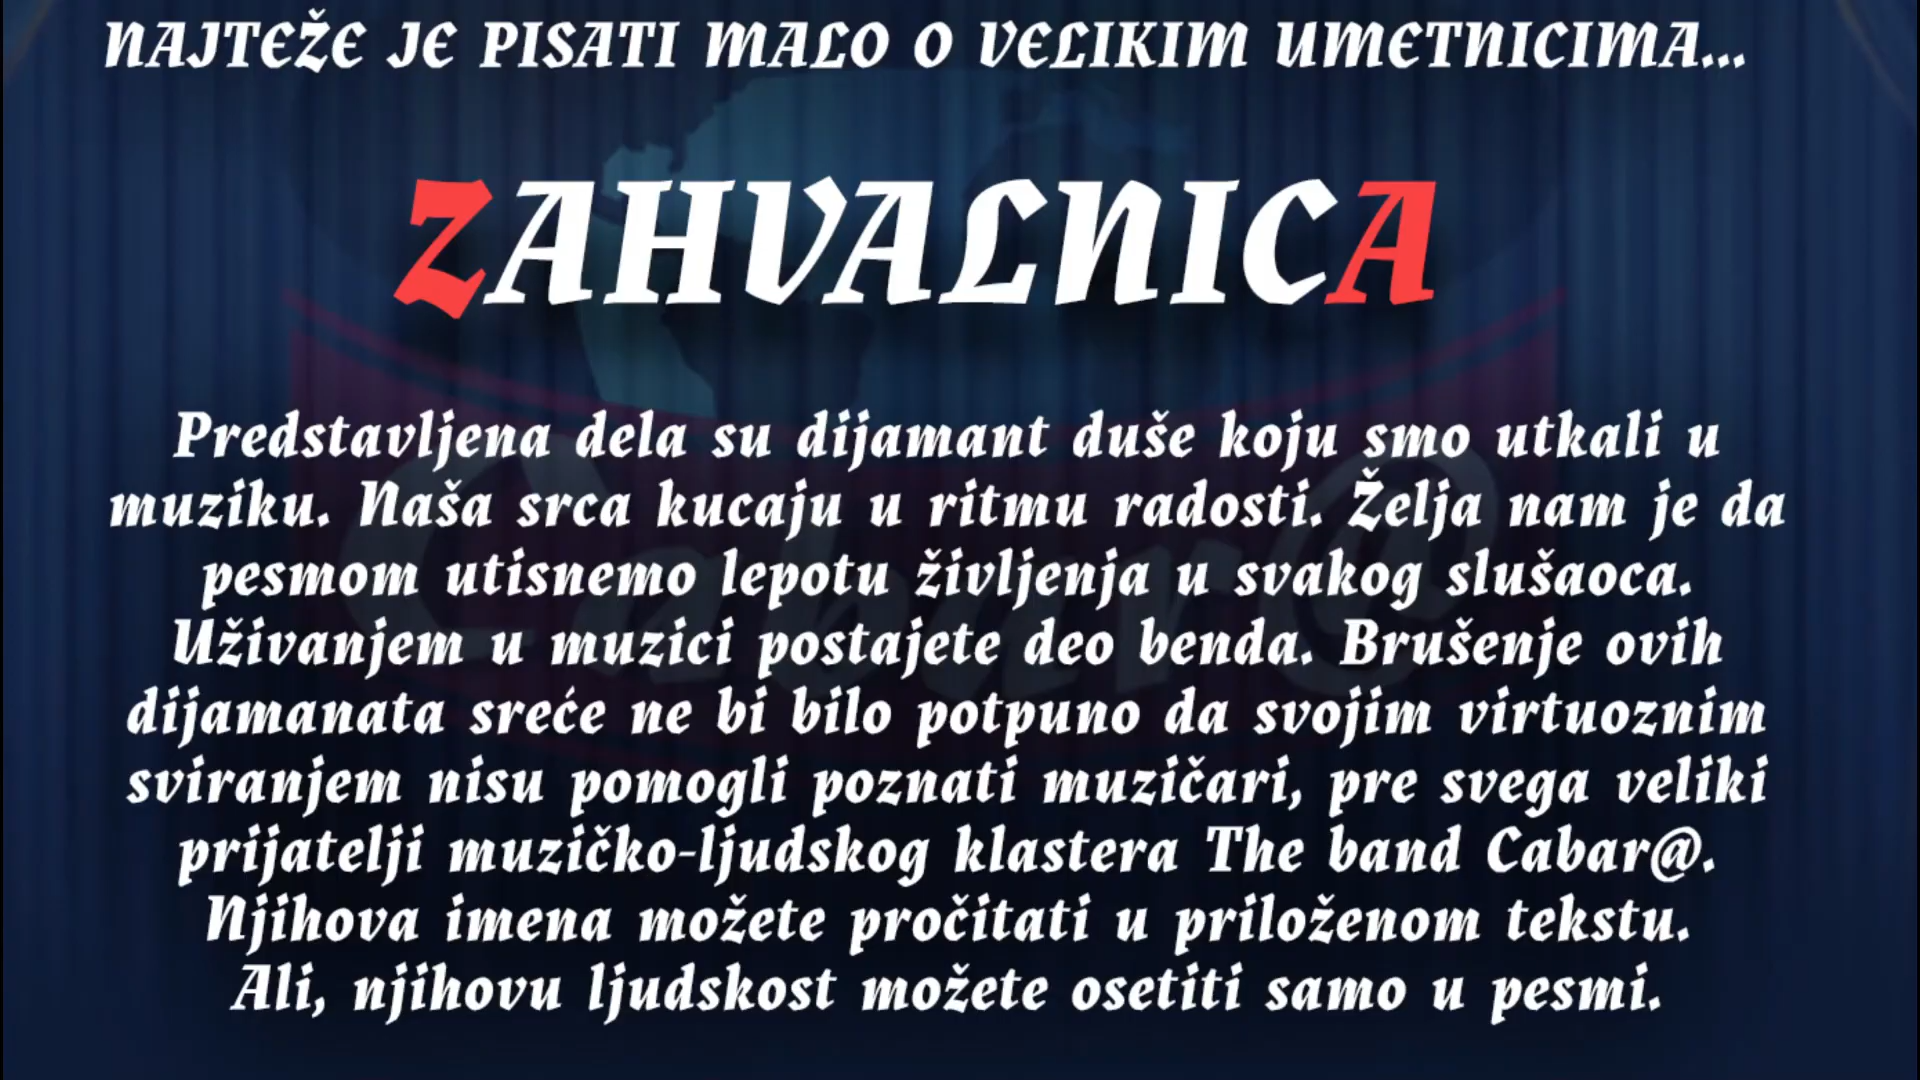 NAJTEŽE JE PISATI MALO O VELIKIM UMETNICIMA...
ZAHVALNICA
Predstavljena dela su dijamant duše koju smo utkali u
muziku. Naša srca kucaju u ritmu radosti. Želja nam je da
pesmom utisnemo lepotu življenja u svakog slušaoca.
Uživanjem u muzici postajete deo benda. Brušenje ovih
dijamanata sreće ne bi bilo potpuno da svojim virtuoznim
sviranjem nisu pomogli poznati muzičari, pre svega veliki
prijatelji muzičko-ljudskog klastera The band Cabar@.
Njihova imena možete pročitati u priloženom tekstu.
Ali, njihovu ljudskost možete osetiti samo u pesmi.
Cabar@